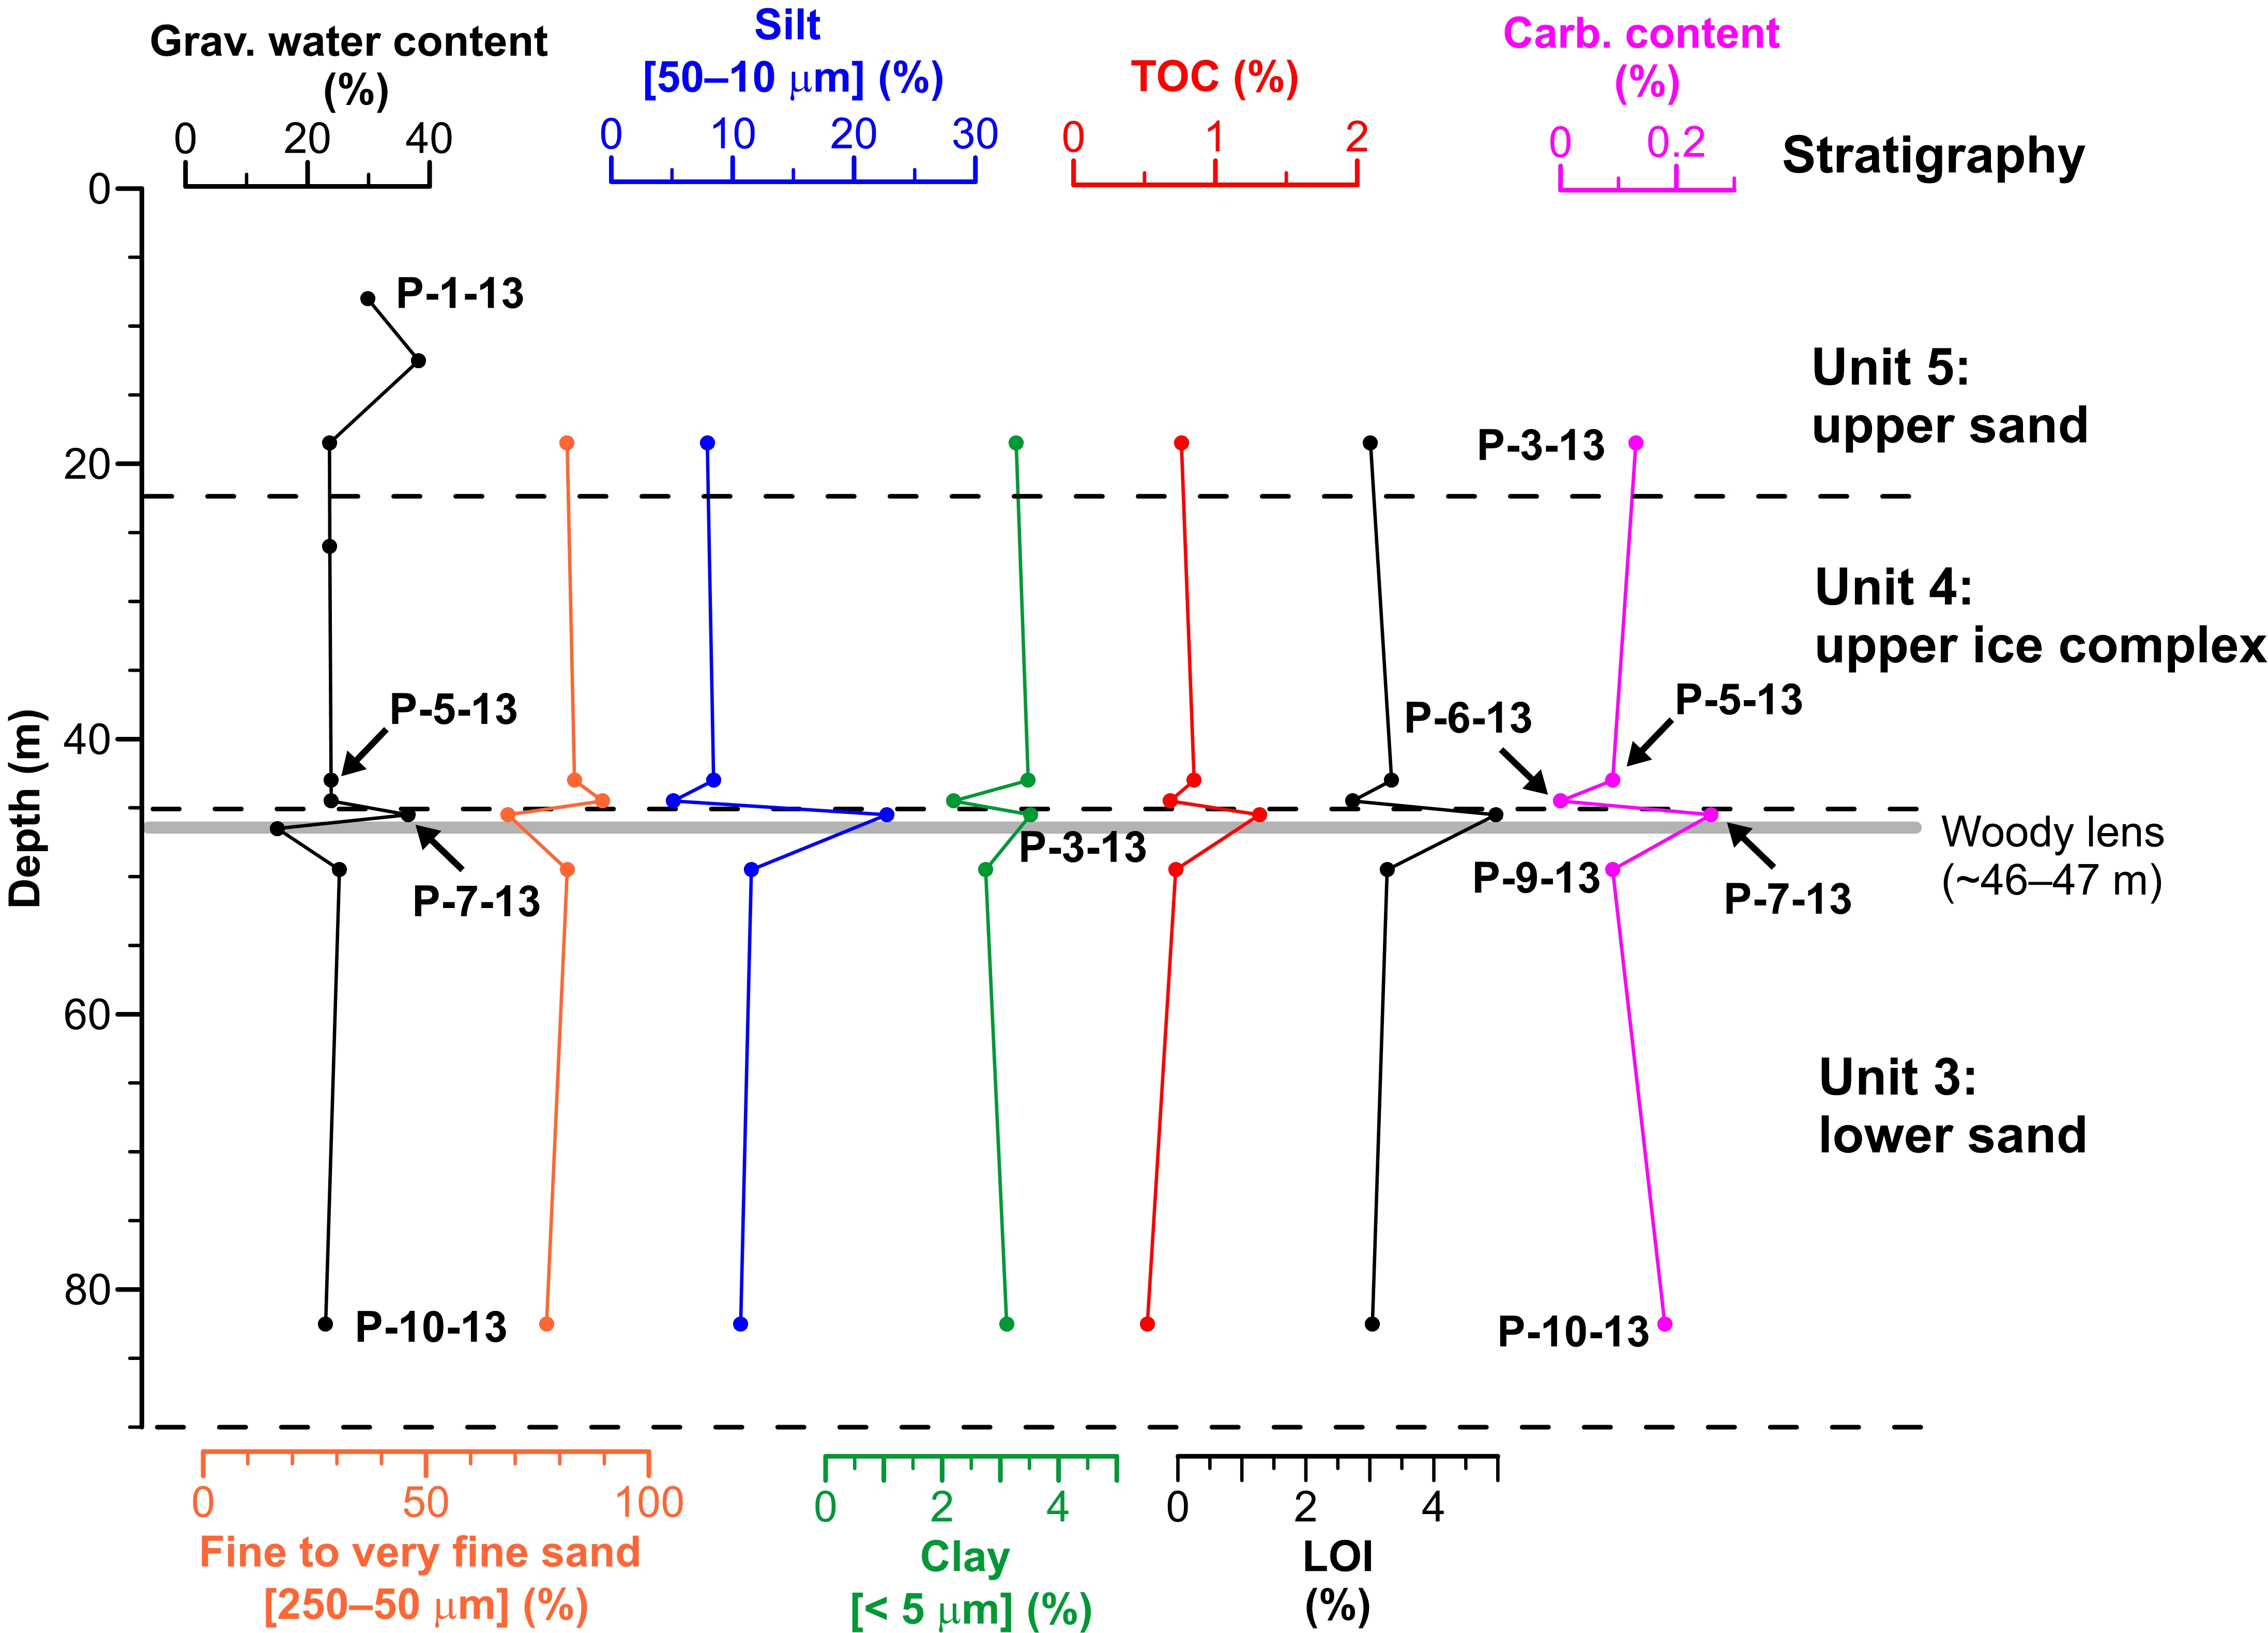 Grav. water content
(%)
0 20 40
Silt
[50–10 µm] (%)
0 10 20 30
TOC (%)
0 1 2
Carb. content
(%)
0 0.2
Stratigraphy
Depth (m)
0
20
40
60
80
P-1-13
P-3-13
Unit 5:
upper sand
Unit 4:
upper ice complex
P-5-13
P-6-13
P-5-13
P-7-13
P-3-13
P-9-13
P-7-13
Woody lens
(~46–47 m)
Unit 3:
lower sand
P-10-13
P-10-13
0 50 100
Fine to very fine sand
[250–50 µm] (%)
0 2 4
Clay
[< 5 µm] (%)
0 2 4
LOI
(%)